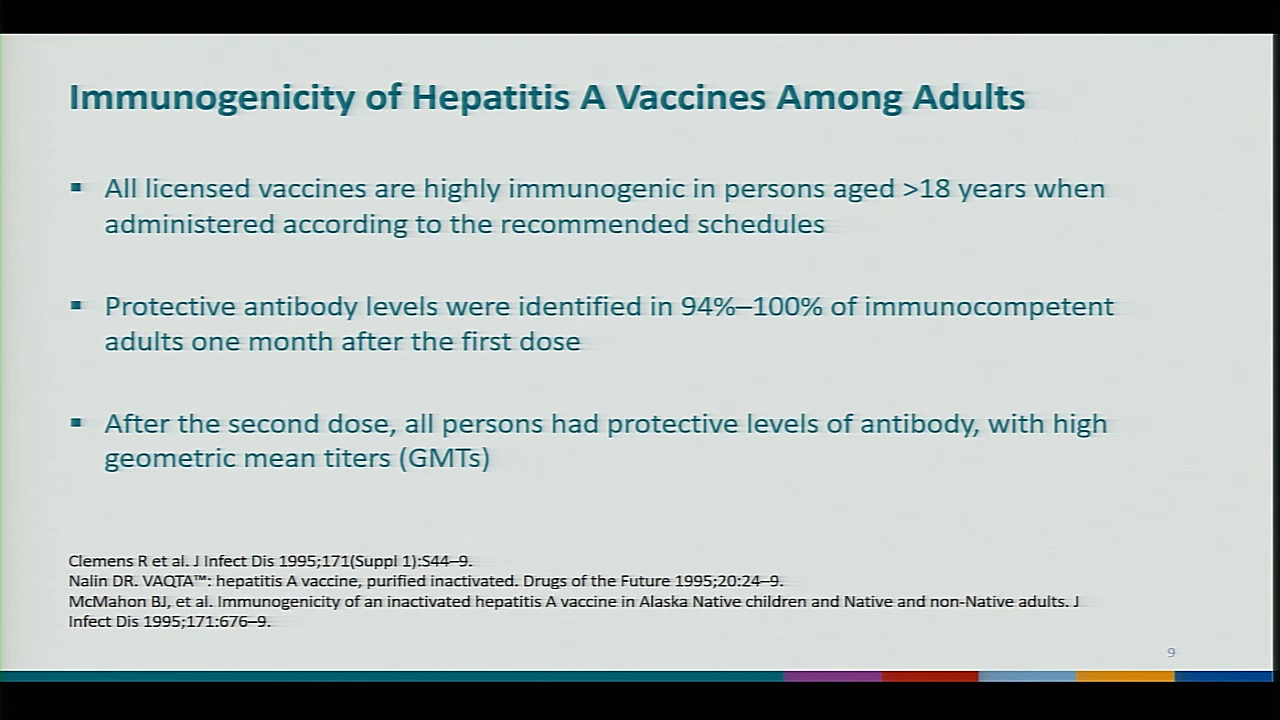 Immunogenicity of Hepatitis A Vaccines Among Adults
▪ All licensed vaccines are highly immunogenic in persons aged >18 years when
administered according to the recommended schedules
▪ Protective antibody levels were identified in 94%–100% of immunocompetent
adults one month after the first dose
▪ After the second dose, all persons had protective levels of antibody, with high
geometric mean titers (GMTs)
Clemens R et al. J Infect Dis 1995;171(Suppl 1):S44–9.
Nalin DR. VAQTA™: hepatitis A vaccine, purified inactivated. Drugs of the Future 1995;20:24–9.
McMahon BJ, et al. Immunogenicity of an inactivated hepatitis A vaccine in Alaska Native children and Native and non-Native adults. J
Infect Dis 1995;171:676–9.
9